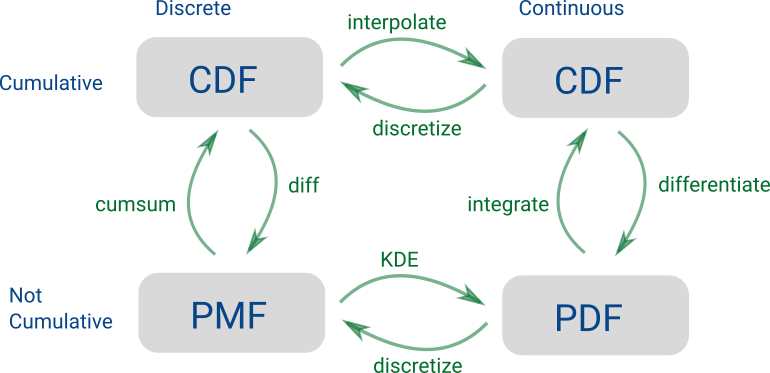 Discrete
Continuous
interpolate
Cumulative
CDF
CDF
discretize
cumsum
diff
integrate
differentiate
KDE
Not
Cumulative
PMF
PDF
discretize